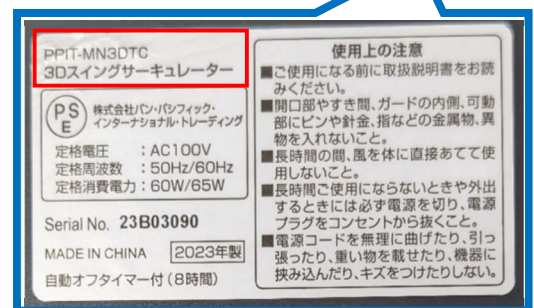 PPIT-MN3DTC
3Dスイングサーキュレーター
PS
E
株式会社パン・パシフィック・
インターナショナル・トレーディング
定格電圧 : AC100V
定格周波数 : 50Hz/60Hz
定格消費電力 : 60W/65W
Serial No. 23B03090
MADE IN CHINA 2023年製
自動オフタイマー付(8時間)
使用上の注意
■ご使用になる前に取扱説明書をお読
みください。
■開口部やすき間、ガードの内側、可動
部にピンや針金、指などの金属物、異
物を入れないこと。
■長時間の間、風を体に直接あてて使
用しないこと。
■長時間ご使用にならないときや外出
するときには必ず電源を切り、電源
プラグをコンセントから抜くこと。
■電源コードを無理に曲げたり、引っ
張ったり、重い物を載せたり、機器に
挟み込んだり、キズをつけたりしない。